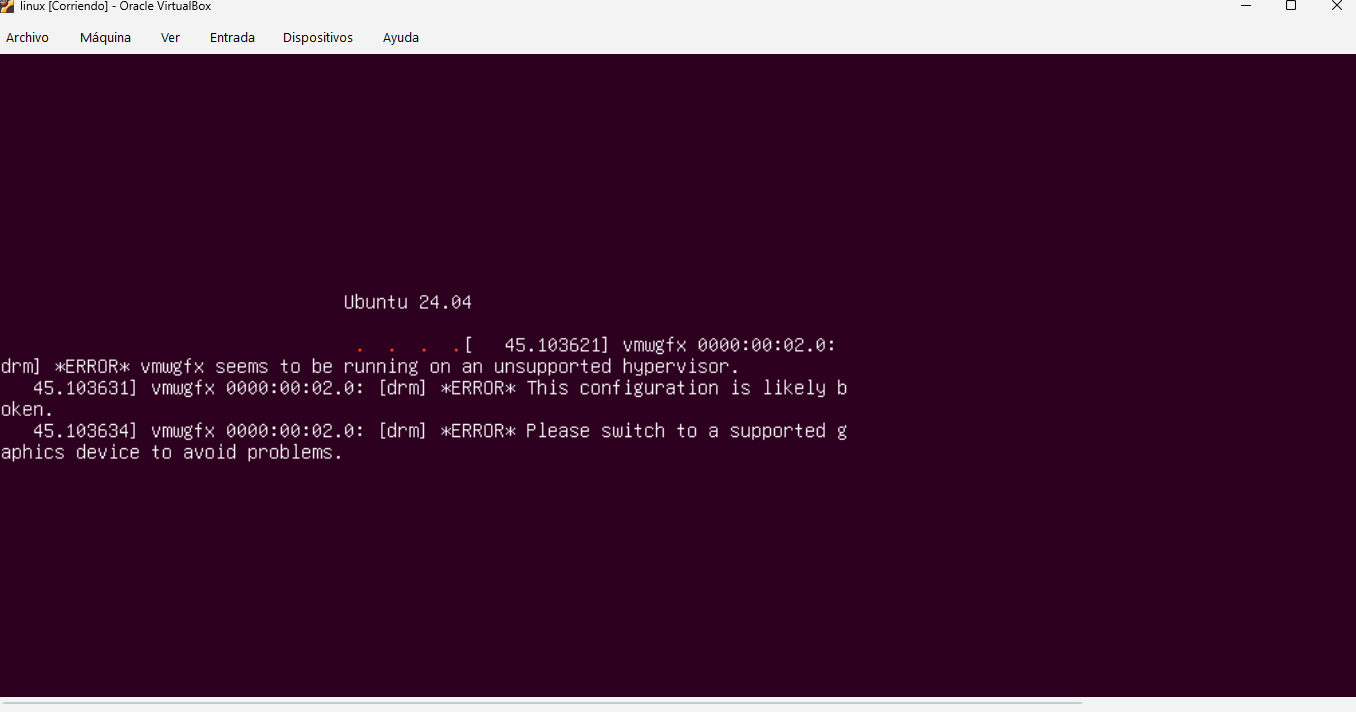 linux [Corriendo] - Oracle VirtualBox
Archivo Máquina Ver Entrada Dispositivos Ayuda
Ubuntu 24.04
. . . .[ 45.103621] vmwgfx 0000:00:02.0:
drm] *ERROR* vmwgfx seems to be running on an unsupported hypervisor.
45.103631] vmwgfx 0000:00:02.0: [drm] *ERROR* This configuration is likely b
oken.
45.103634] vmwgfx 0000:00:02.0: [drm] *ERROR* Please switch to a supported g
aphics device to avoid problems.